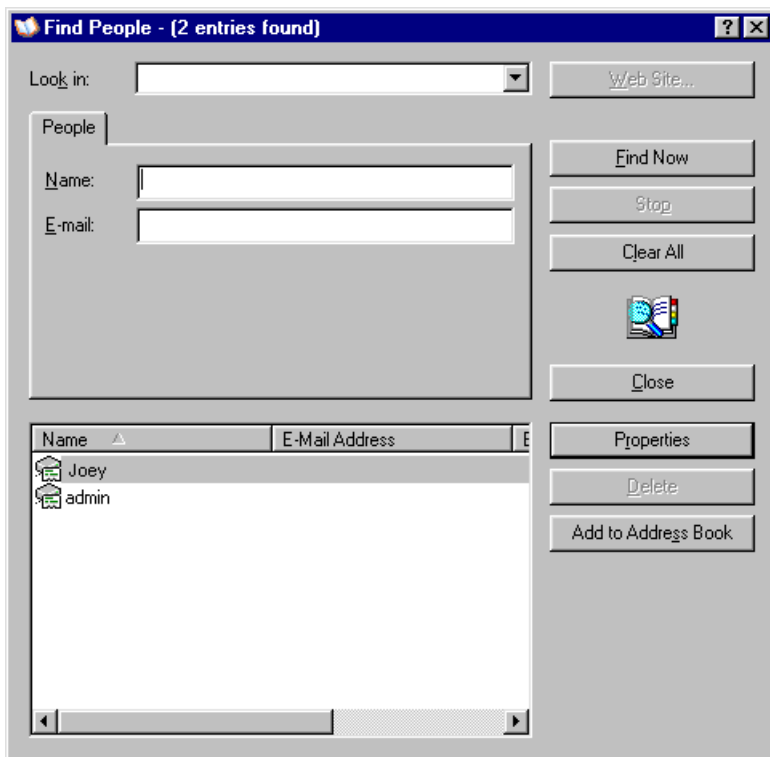 Find People - (2 entries found)
Look in:
Web Site...
People
Name:
E-mail:
Find Now
Stop
Clear All
Close
Name E-Mail Address
Joey
admin
Properties
Delete
Add to Address Book